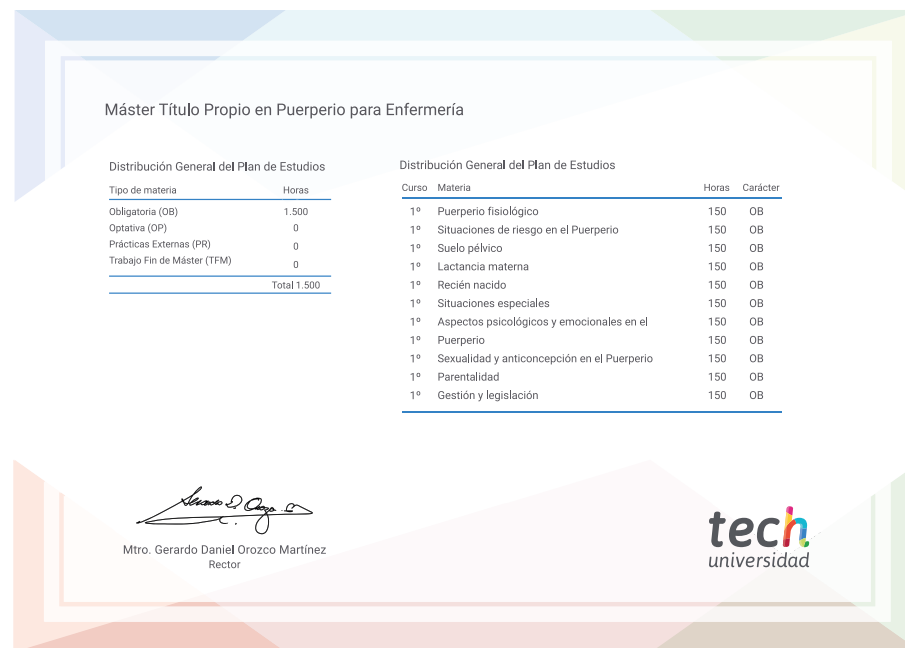 Máster Título Propio en Puerperio para Enfermería
Distribución General del Plan de Estudios
Tipo de materia Horas
Obligatoria (OB) 1.500
Optativa (OP) 0
Prácticas Externas (PR) 0
Trabajo Fin de Máster (TFM) 0
Total 1.500
Distribución General del Plan de Estudios
Curso Materia Horas Carácter
1º Puerperio fisiológico 150 OB
1º Situaciones de riesgo en el Puerperio 150 OB
1º Suelo pélvico 150 OB
1º Lactancia materna 150 OB
1º Recién nacido 150 OB
1º Situaciones especiales 150 OB
1º Aspectos psicológicos y emocionales en el 150 OB
1º Puerperio 150 OB
1º Sexualidad y anticoncepción en el Puerperio 150 OB
1º Parentalidad 150 OB
1º Gestión y legislación 150 OB
Mtro. Gerardo Daniel Orozco Martínez
Rector
tech
universidad